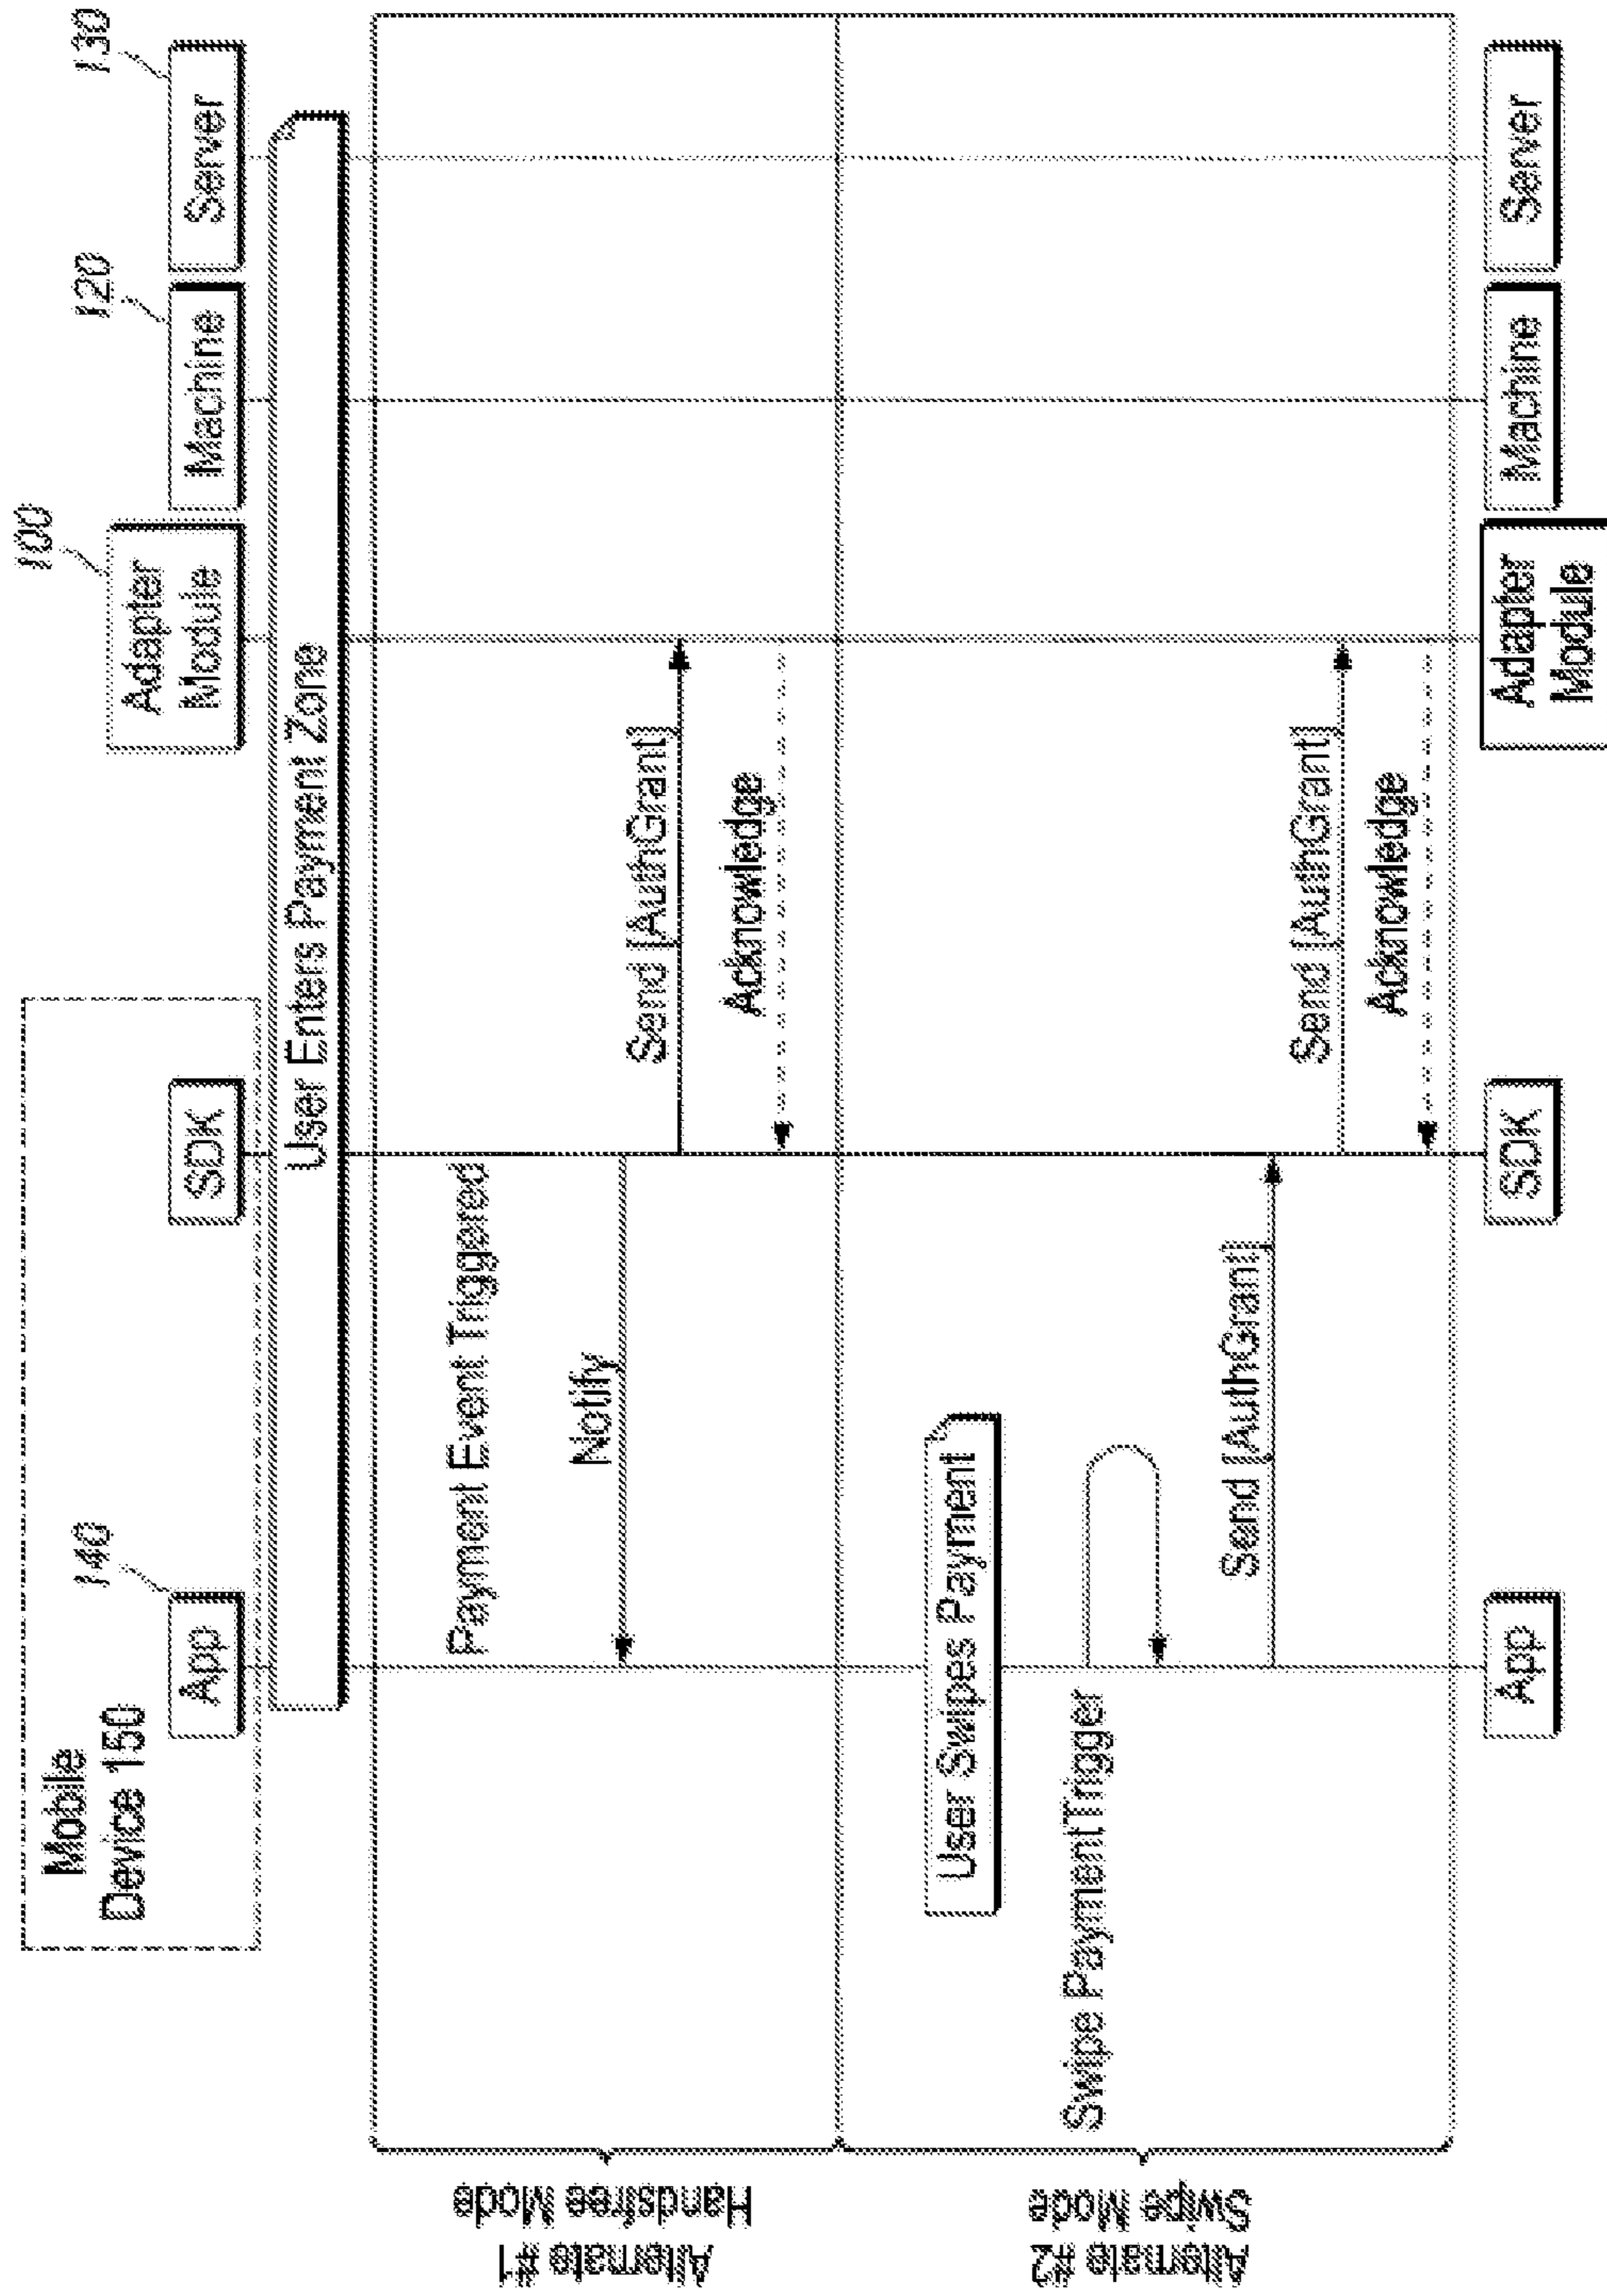 Mobile
Device 150
140
App
SDK
100
Adapter
Module
120
Machine
130
Server
User Enters Payment Zone
Alternate #1
Handsfree Mode
Payment Event Triggered
Notify
Send [AuthGrant]
Acknowledge
Alternate #2
Swipe Mode
User Swipes Payment
Swipe PaymentTrigger
Send [AuthGrant]
Send [AuthGrant]
Acknowledge
App
SDK
Adapter
Module
Machine
Server